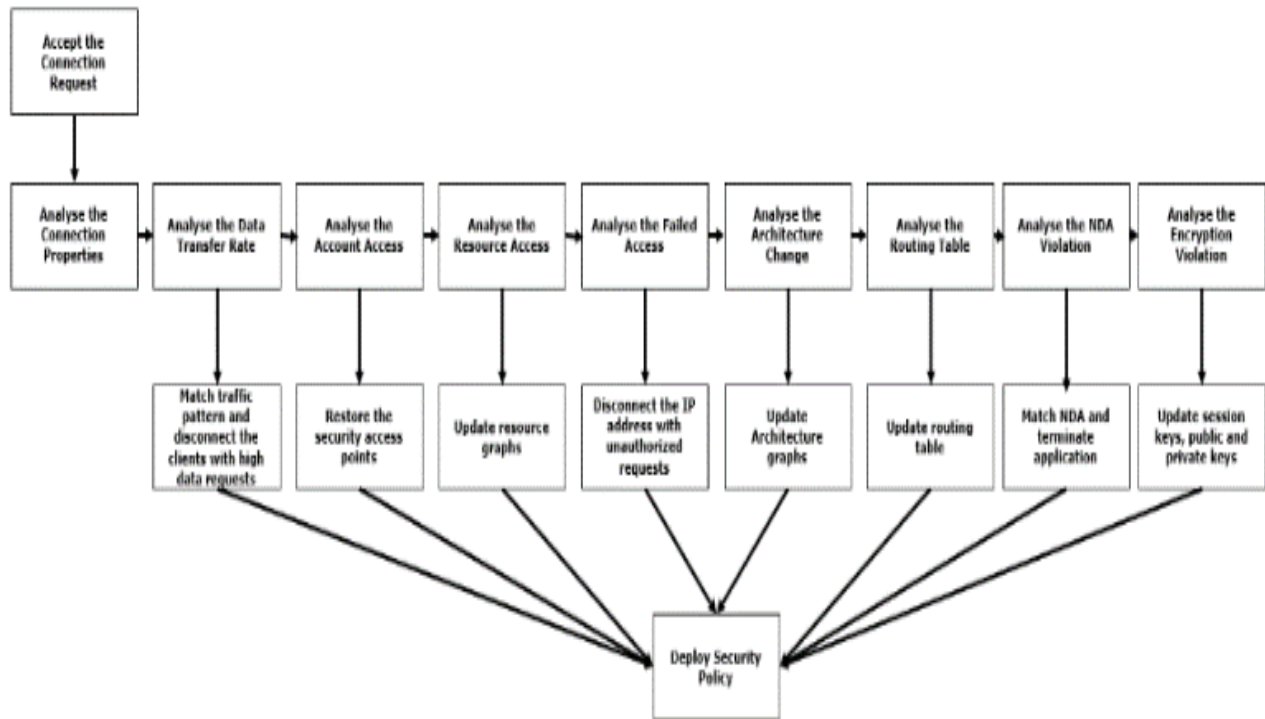 Accept the
Connection
Request
Analyse the
Connection
Properties
Analyse the Data
Transfer Rate
Analyse the
Account Access
Analyse the
Resource Access
Analyse the Failed
Access
Analyse the
Architecture
Change
Analyse the
Routing Table
Analyse the NDA
Violation
Analyse the
Encryption
Violation
Match traffic
pattern and
disconnect the
clients with high
data requests
Restore the
security access
points
Update resource
graphs
Disconnect the IP
address with
unauthorized
requests
Update
Architecture
graphs
Update routing
table
Match NDA and
terminate
application
Update session
keys, public and
private keys
Deploy Security
Policy